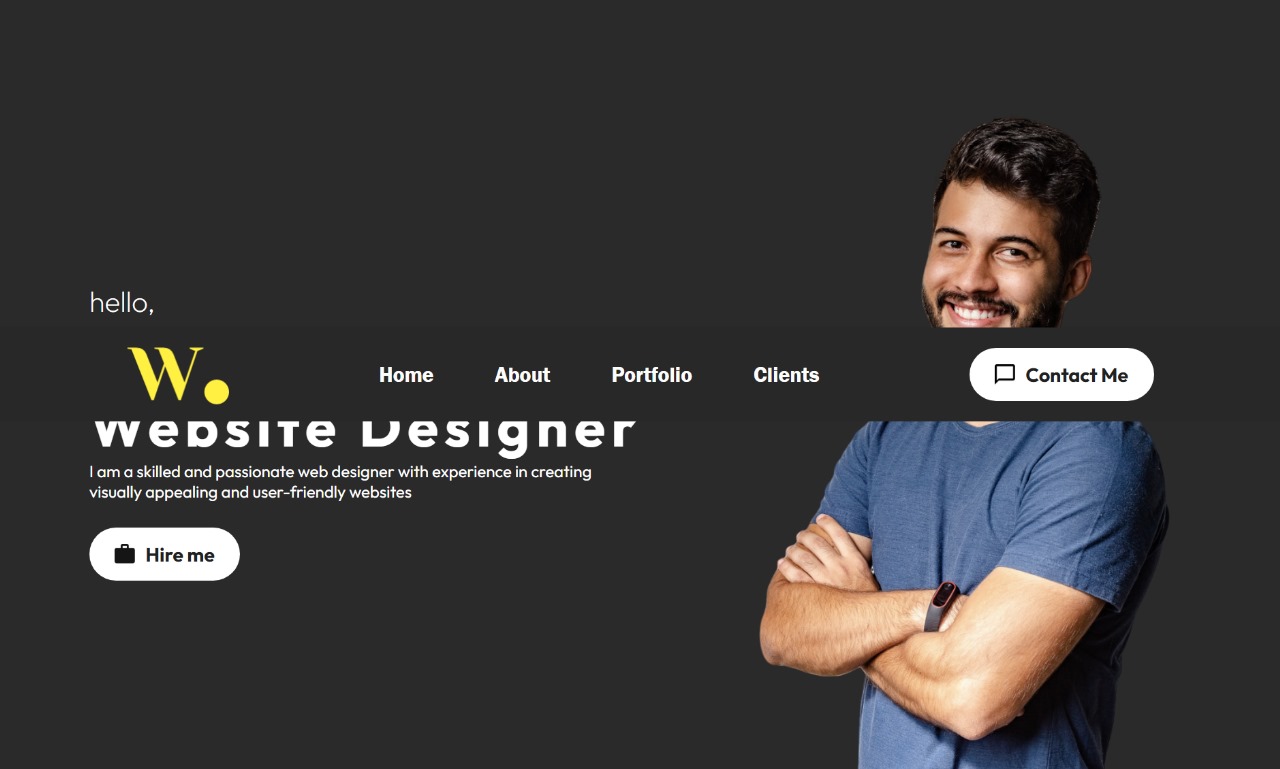 hello,
W.
Home About Portfolio Clients Contact Me
Website Designer
I am a skilled and passionate web designer with experience in creating
visually appealing and user-friendly websites
Hire me